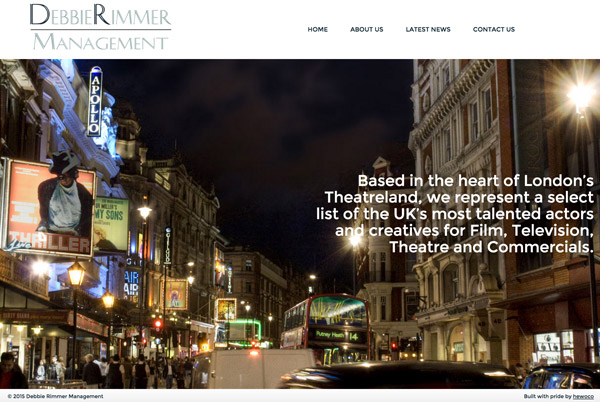 DEBBIE RIMMER
MANAGEMENT
HOME
ABOUT US
LATEST NEWS
CONTACT US
APOLLO
MY SONS
THRILLER
Based in the heart of London's
Theatreland, we represent a select
list of the UK's most talented actors
and creatives for Film, Television,
Theatre and Commercials.
Putney Heath 14
© 2015 Debbie Rimmer Management
Built with pride by hewoco